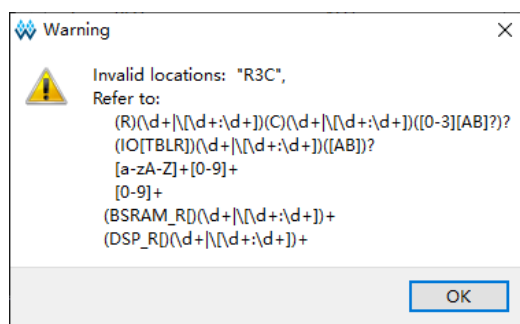 Warning
Invalid locations: "R3C",
Refer to:
(R)(\d+|\[\d+:\d+])(C)(\d+|\[\d+:\d+])([0-3][AB]?)?
(IO[TBLR])(\d+|\[\d+:\d+])([AB])?
[a-zA-Z]+[0-9]+
[0-9]+
(BSRAM_R[)(\d+|\[\d+:\d+])+
(DSP_R[)(\d+|\[\d+:\d+])+
OK